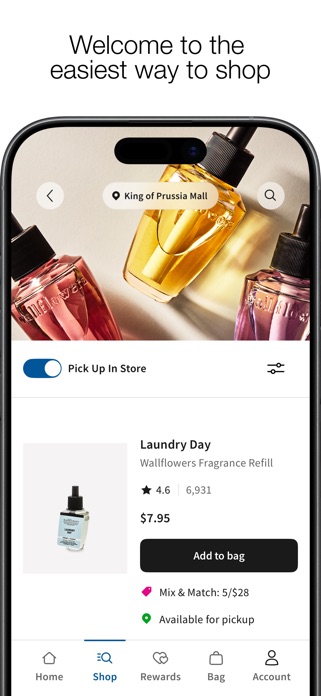 Welcome to the
easiest way to shop
King of Prussia Mall
Pick Up In Store
Laundry Day
Wallflowers Fragrance Refill
4.6 | 6,931
$7.95
Add to bag
Mix & Match: 5/$28
Available for pickup
Home
Shop
Rewards
Bag
Account